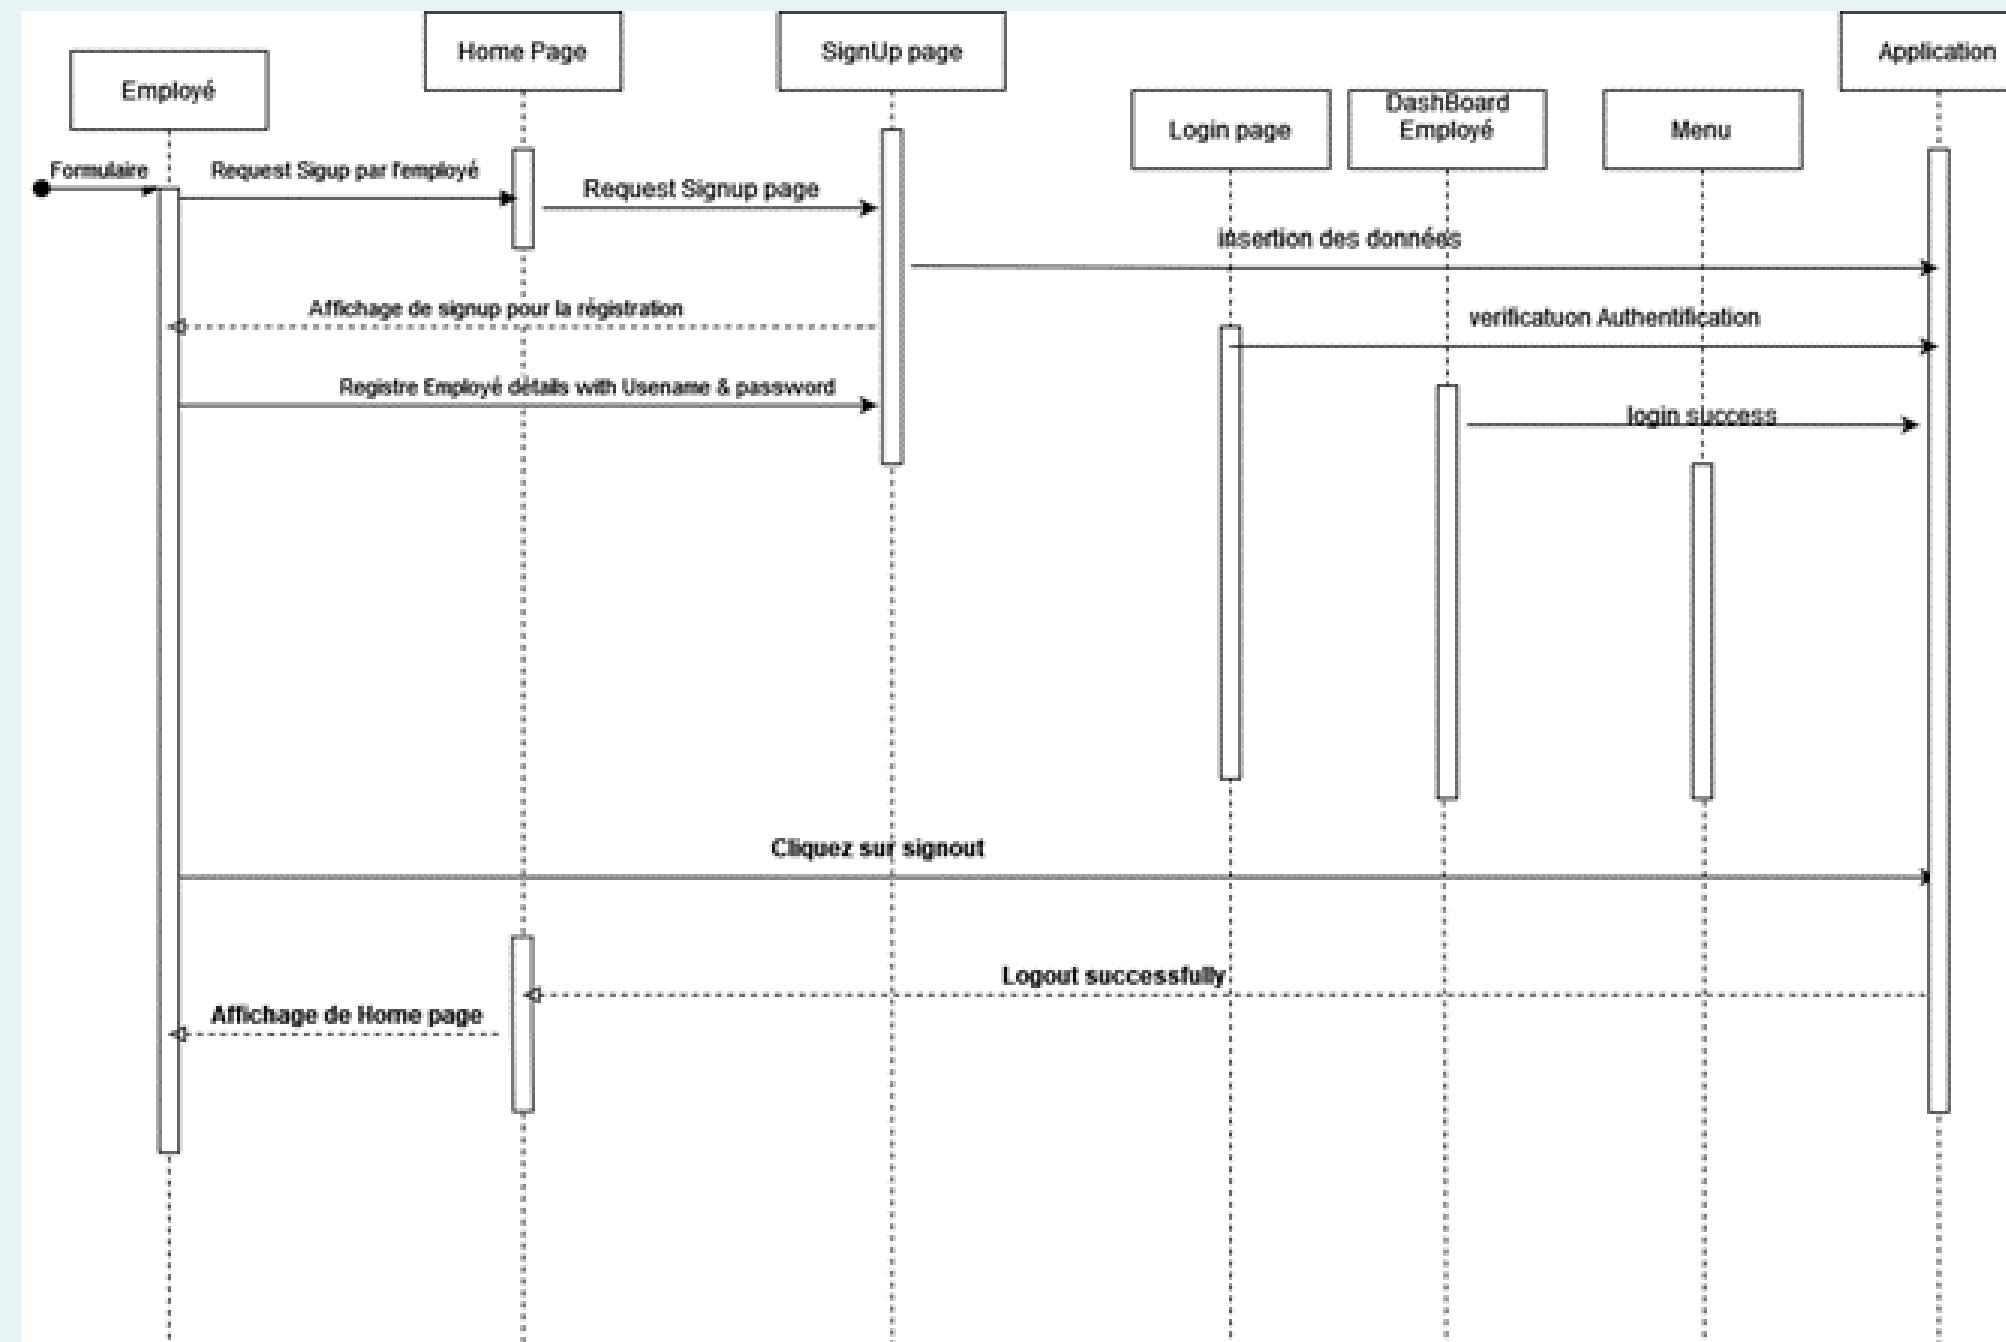 Home Page
SignUp page
Application
Employé
Login page
DashBoard
Employé
Menu
Formulaire
Request Sigup par l'employé
Request Signup page
insertion des données
Affichage de signup pour la régistration
verificatuon Authentification
Registre Employé détails with Usename & password
login success
Cliquez sur signout
Logout successfully
Affichage de Home page